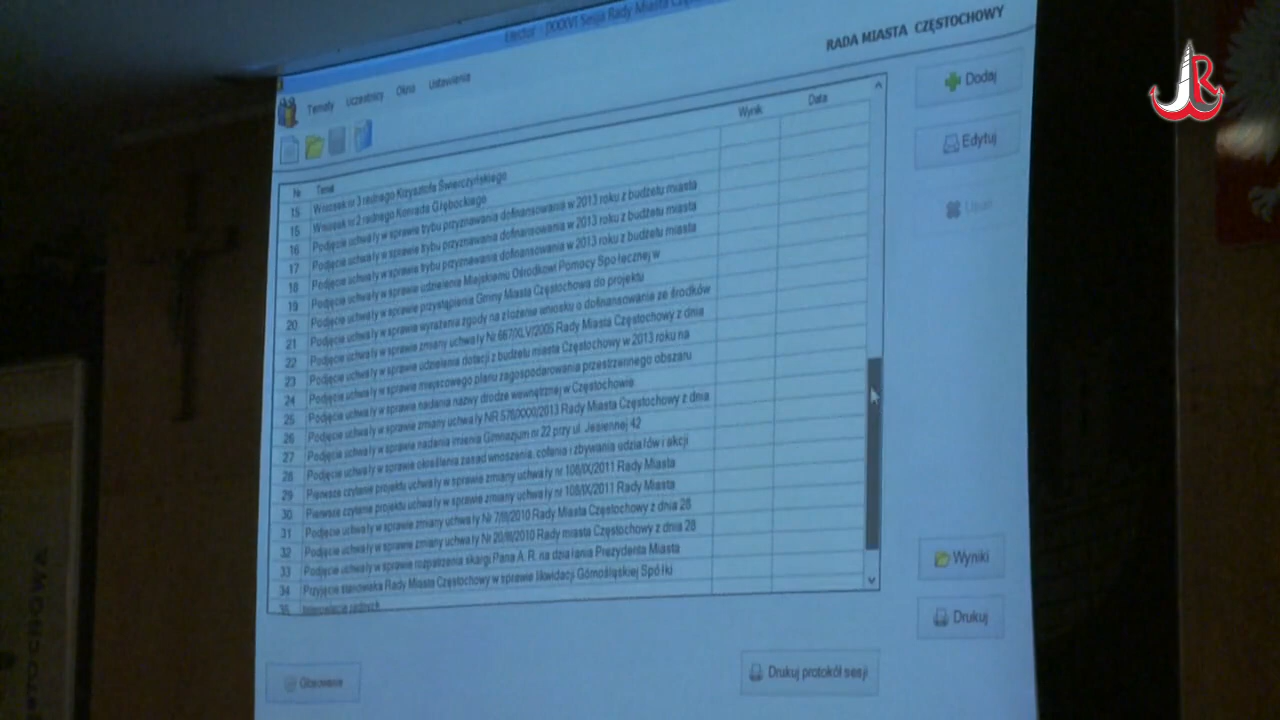 Elector - [XXXVI Sesja Rady Miasta
RADA MIASTA CZĘSTOCHOWY
Tematy Uczestnicy Okna Ustawienia
Nr Temat Wynik Data
15 Wniosek nr 3 radnego Krzysztofa Świerczyńskiego
15 Wniosek nr 2 radnego Konrada Głębockiego
16 Podjęcie uchwały w sprawie trybu przyznawania dofinansowania w 2013 roku z budżetu miasta
17 Podjęcie uchwały w sprawie trybu przyznawania dofinansowania w 2013 roku z budżetu miasta
18 Podjęcie uchwały w sprawie trybu przyznawania dofinansowania w 2013 roku z budżetu miasta
19 Podjęcie uchwały w sprawie udzielenia Miejskiemu Ośrodkowi Pomocy Społecznej w
20 Podjęcie uchwały w sprawie przystąpienia Gminy Miasta Częstochowa do projektu
21 Podjęcie uchwały w sprawie wyrażenia zgody na złożenie wniosku o dofinansowanie ze środków
22 Podjęcie uchwały w sprawie zmiany uchwały Nr 667/XLV/2005 Rady Miasta Częstochowy z dnia
23 Podjęcie uchwały w sprawie udzielenia dotacji z budżetu miasta Częstochowy w 2013 roku na
24 Podjęcie uchwały w sprawie miejscowego planu zagospodarowania przestrzennego obszaru
25 Podjęcie uchwały w sprawie nadania nazwy drodze wewnętrznej w Częstochowie
26 Podjęcie uchwały w sprawie zmiany uchwały NR 576/XXXI/2013 Rady Miasta Częstochowy z dnia
27 Podjęcie uchwały w sprawie nadania imienia Gimnazjum nr 22 przy ul. Jesiennej 42
28 Podjęcie uchwały w sprawie określenia zasad wnoszenia, cofania i zbywania udziałów i akcji
29 Pierwsze czytanie projektu uchwały w sprawie zmiany uchwały nr 108/IX/2011 Rady Miasta
30 Pierwsze czytanie projektu uchwały w sprawie zmiany uchwały nr 108/IX/2011 Rady Miasta
31 Podjęcie uchwały w sprawie zmiany uchwały Nr 7/III/2010 Rady Miasta Częstochowy z dnia 28
32 Podjęcie uchwały w sprawie zmiany uchwały Nr 20/III/2010 Rady miasta Częstochowy z dnia 28
33 Podjęcie uchwały w sprawie rozpatrzenia skargi Pana A. R. na działania Prezydenta Miasta
34 Przyjęcie stanowiska Rady Miasta Częstochowy w sprawie likwidacji Górnośląskiej Spółki
35 Interpelacje radnych
Dodaj
Edytuj
Usuń
Wyniki
Drukuj
Głosowanie
Drukuj protokół sesji